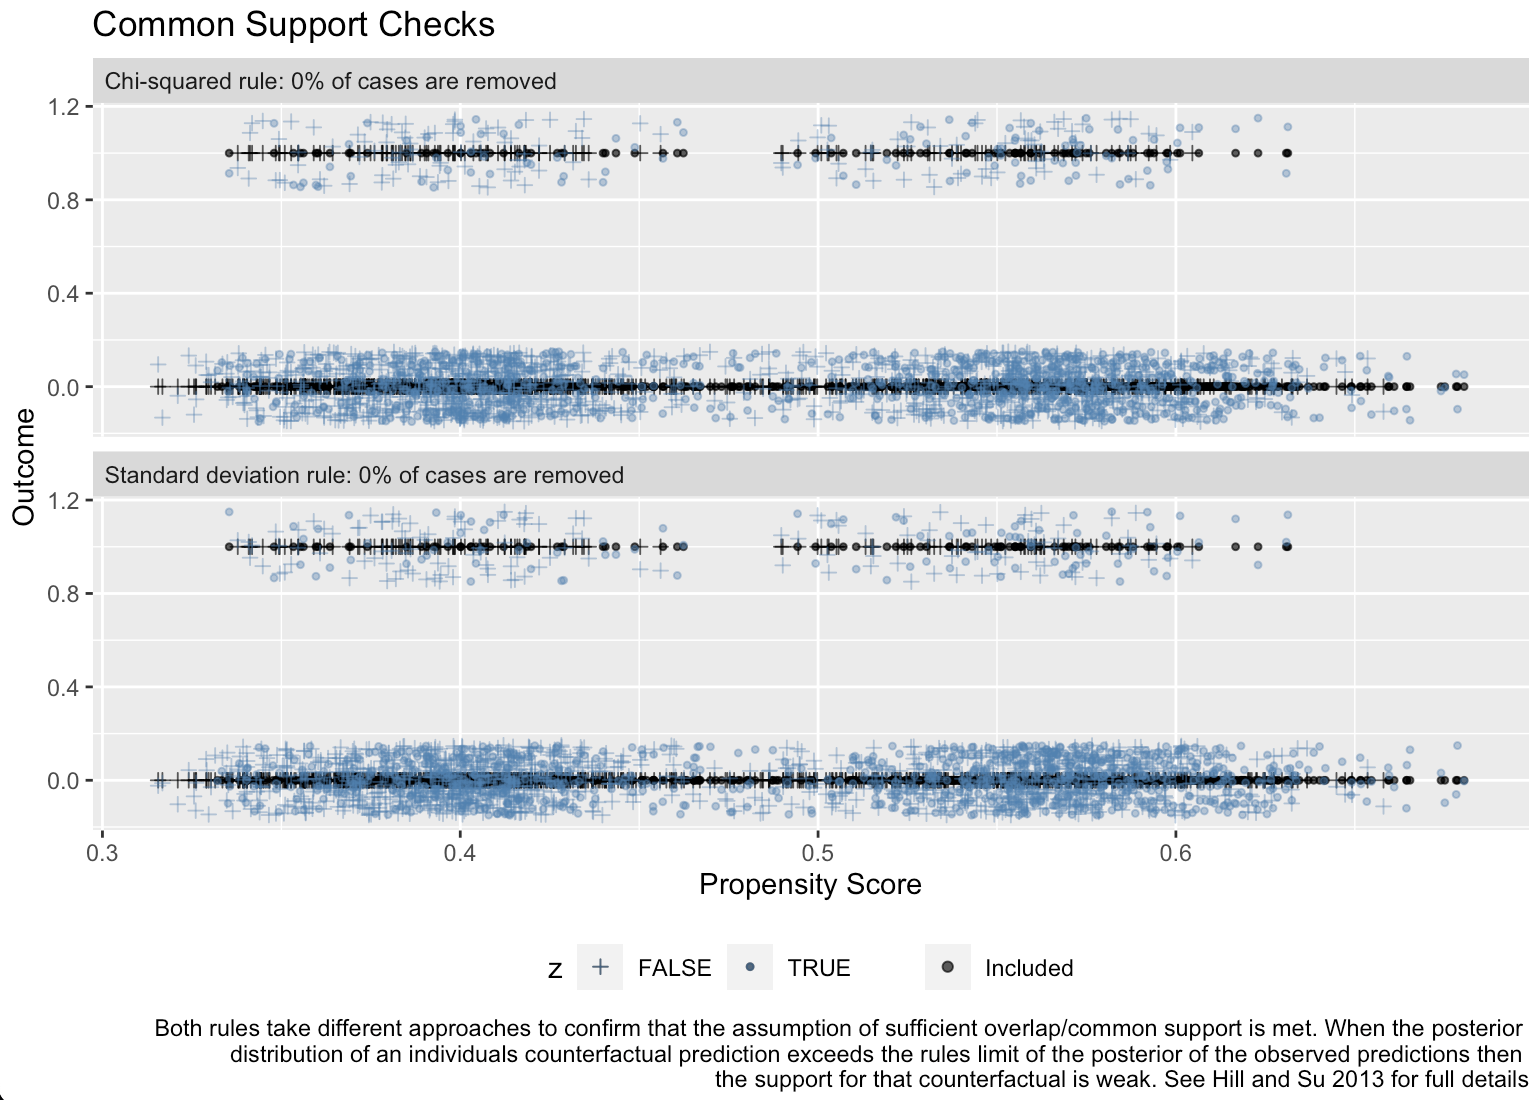 Common Support Checks
Chi-squared rule: 0% of cases are removed
1.2
0.8
0.4
0.0
Standard deviation rule: 0% of cases are removed
1.2
0.8
0.4
0.0
Outcome
0.3 0.4 0.5 0.6
Propensity Score
z FALSE TRUE Included
Both rules take different approaches to confirm that the assumption of sufficient overlap/common support is met. When the posterior
distribution of an individuals counterfactual prediction exceeds the rules limit of the posterior of the observed predictions then
the support for that counterfactual is weak. See Hill and Su 2013 for full details